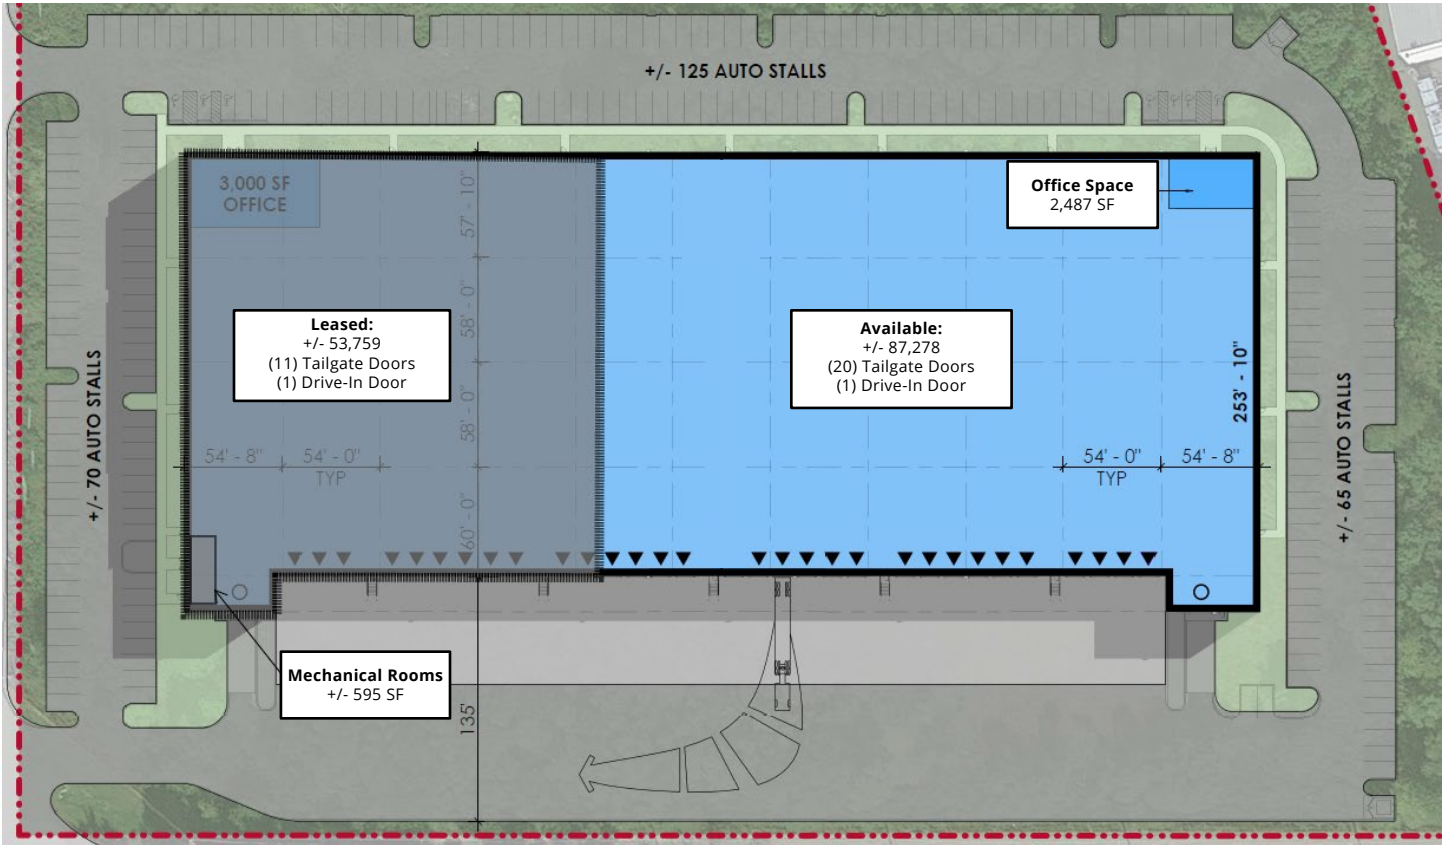 +/- 125 AUTO STALLS
3,000 SF
OFFICE
57' - 10"
Office Space
2,487 SF
58' - 0"
Leased:
+/- 53,759
(11) Tailgate Doors
(1) Drive-In Door
Available:
+/- 87,278
(20) Tailgate Doors
(1) Drive-In Door
253' - 10"
+/- 70 AUTO STALLS
58' - 0"
+/- 65 AUTO STALLS
54' - 8"
54' - 0"
TYP
54' - 0"
TYP
54' - 8"
60' - 0"
Mechanical Rooms
+/- 595 SF
135'